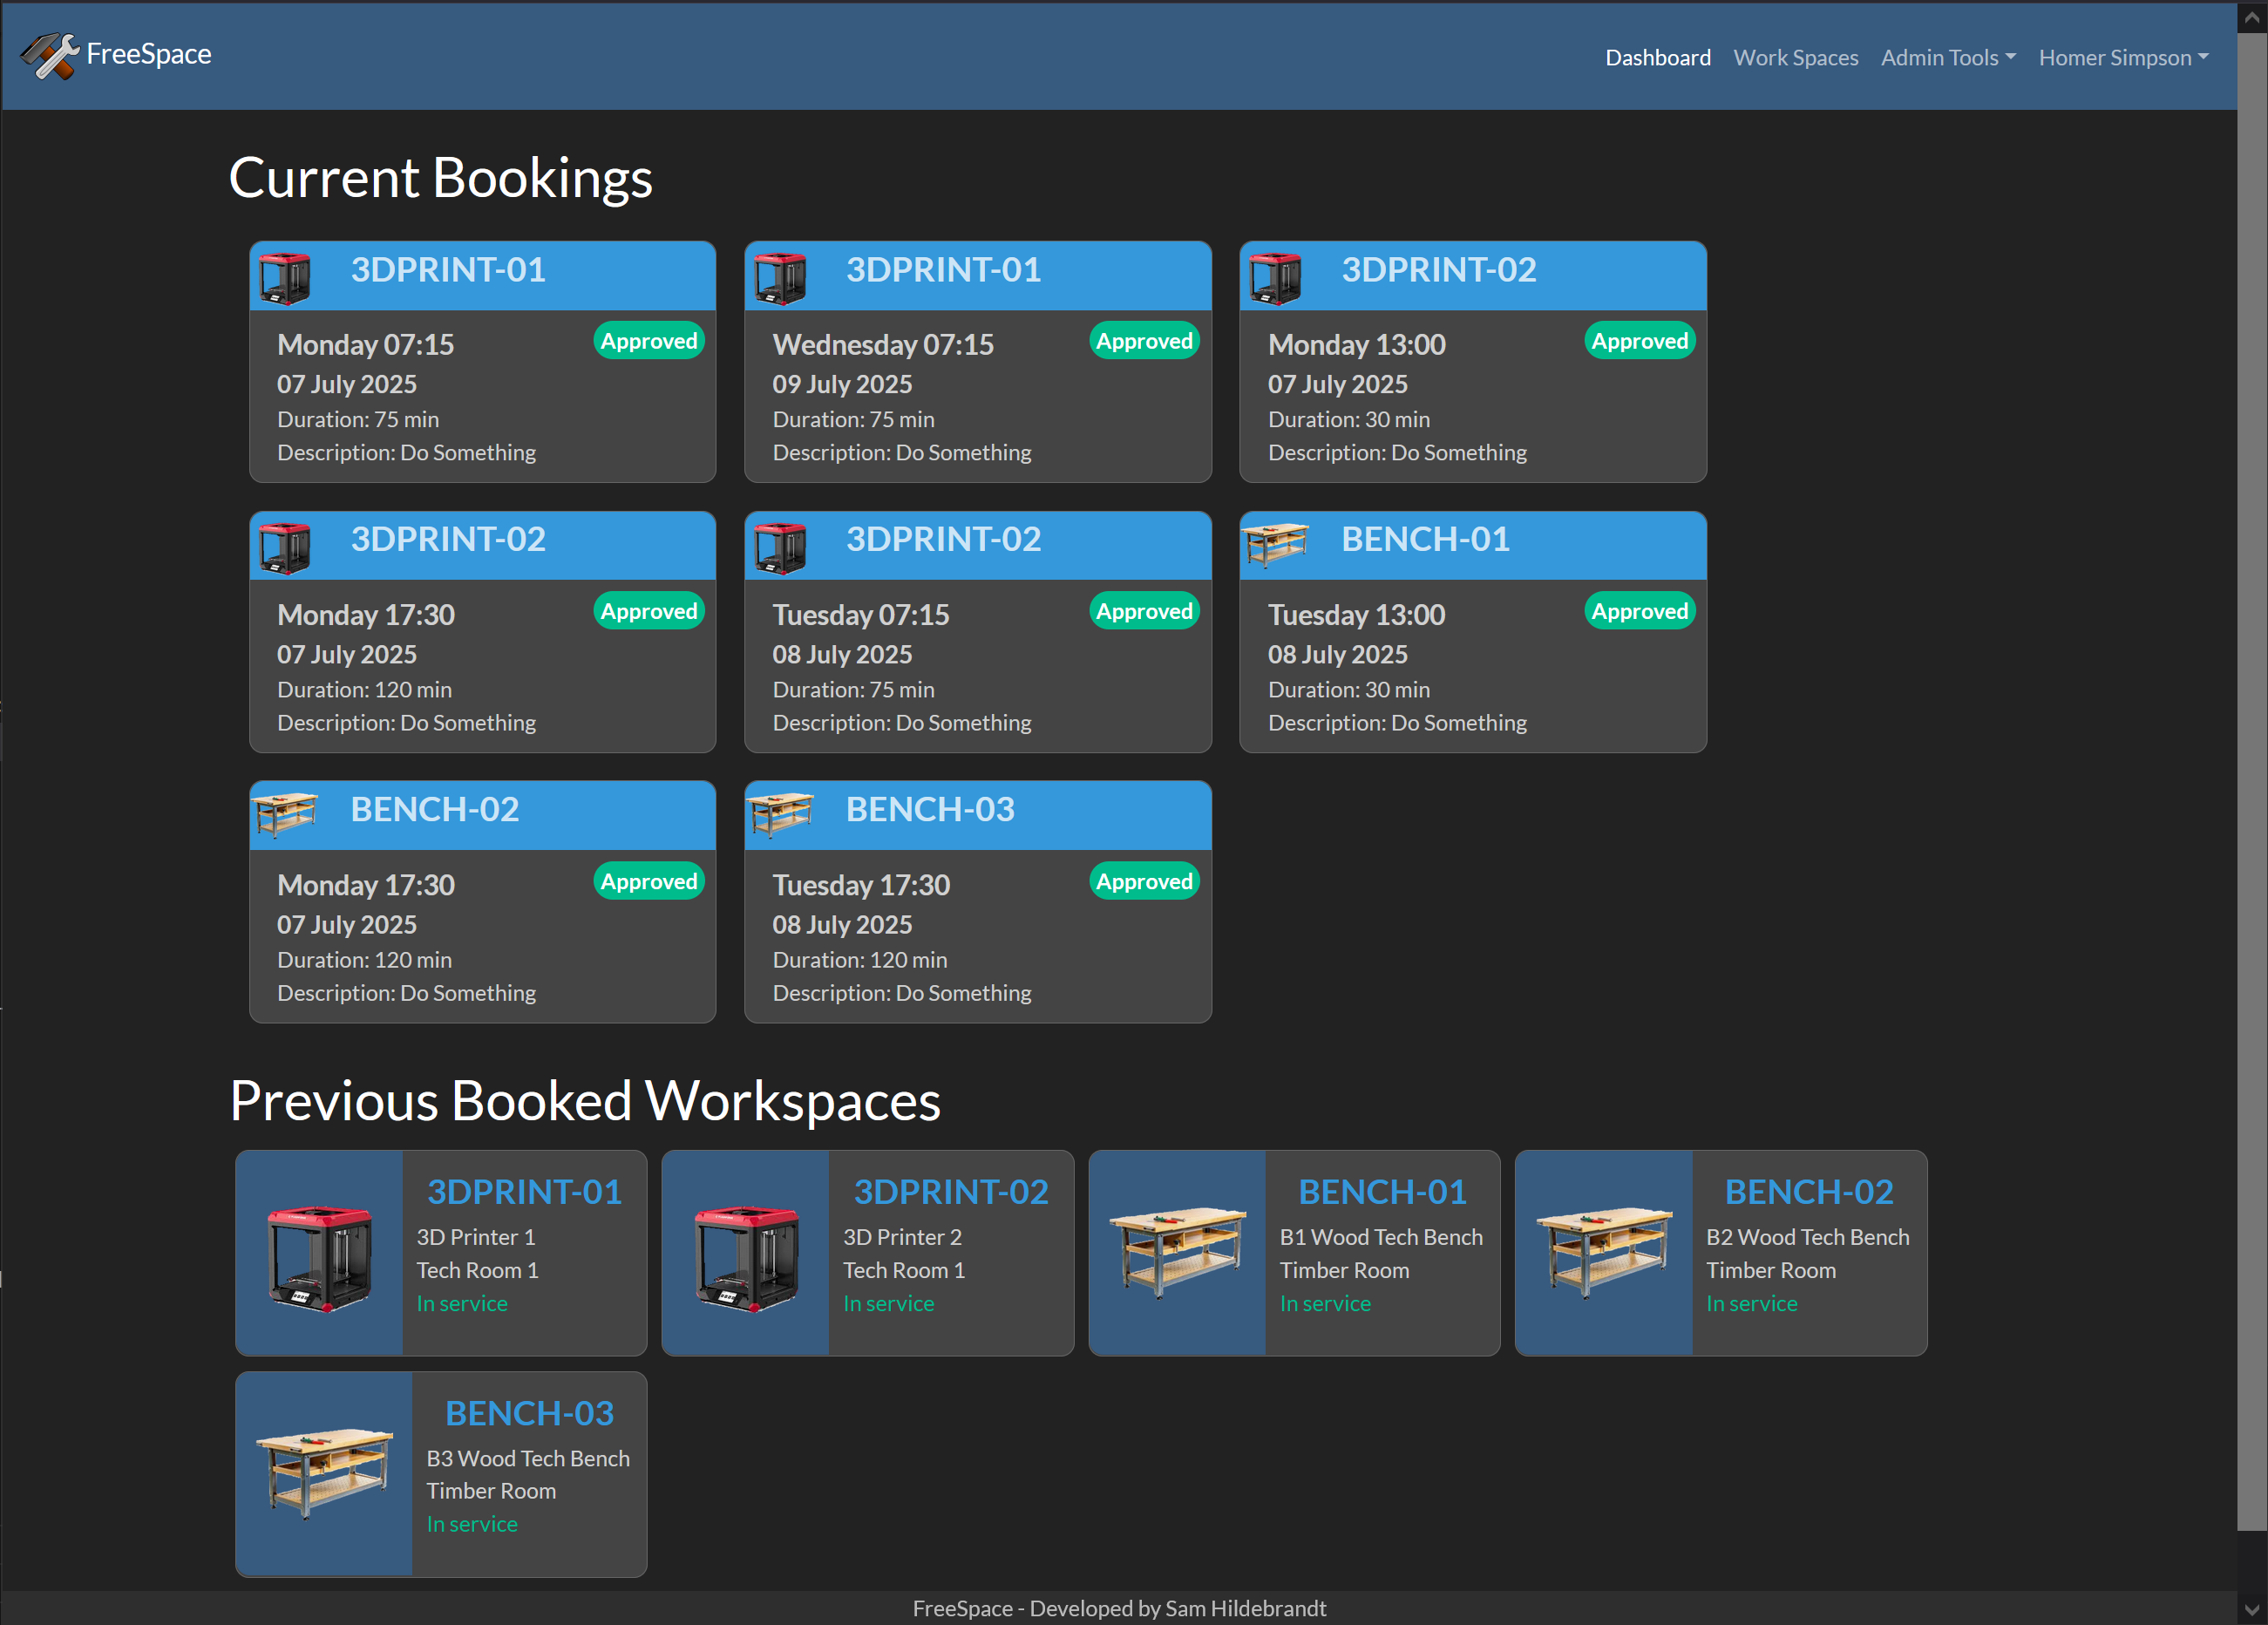 FreeSpace
Dashboard Work Spaces Admin Tools Homer Simpson
Current Bookings
3DPRINT-01
Monday 07:15
Approved
07 July 2025
Duration: 75 min
Description: Do Something
3DPRINT-01
Wednesday 07:15
Approved
09 July 2025
Duration: 75 min
Description: Do Something
3DPRINT-02
Monday 13:00
Approved
07 July 2025
Duration: 30 min
Description: Do Something
3DPRINT-02
Monday 17:30
Approved
07 July 2025
Duration: 120 min
Description: Do Something
3DPRINT-02
Tuesday 07:15
Approved
08 July 2025
Duration: 75 min
Description: Do Something
BENCH-01
Tuesday 13:00
Approved
08 July 2025
Duration: 30 min
Description: Do Something
BENCH-02
Monday 17:30
Approved
07 July 2025
Duration: 120 min
Description: Do Something
BENCH-03
Tuesday 17:30
Approved
08 July 2025
Duration: 120 min
Description: Do Something
Previous Booked Workspaces
3DPRINT-01
3D Printer 1
Tech Room 1
In service
3DPRINT-02
3D Printer 2
Tech Room 1
In service
BENCH-01
B1 Wood Tech Bench
Timber Room
In service
BENCH-02
B2 Wood Tech Bench
Timber Room
In service
BENCH-03
B3 Wood Tech Bench
Timber Room
In service
FreeSpace - Developed by Sam Hildebrandt